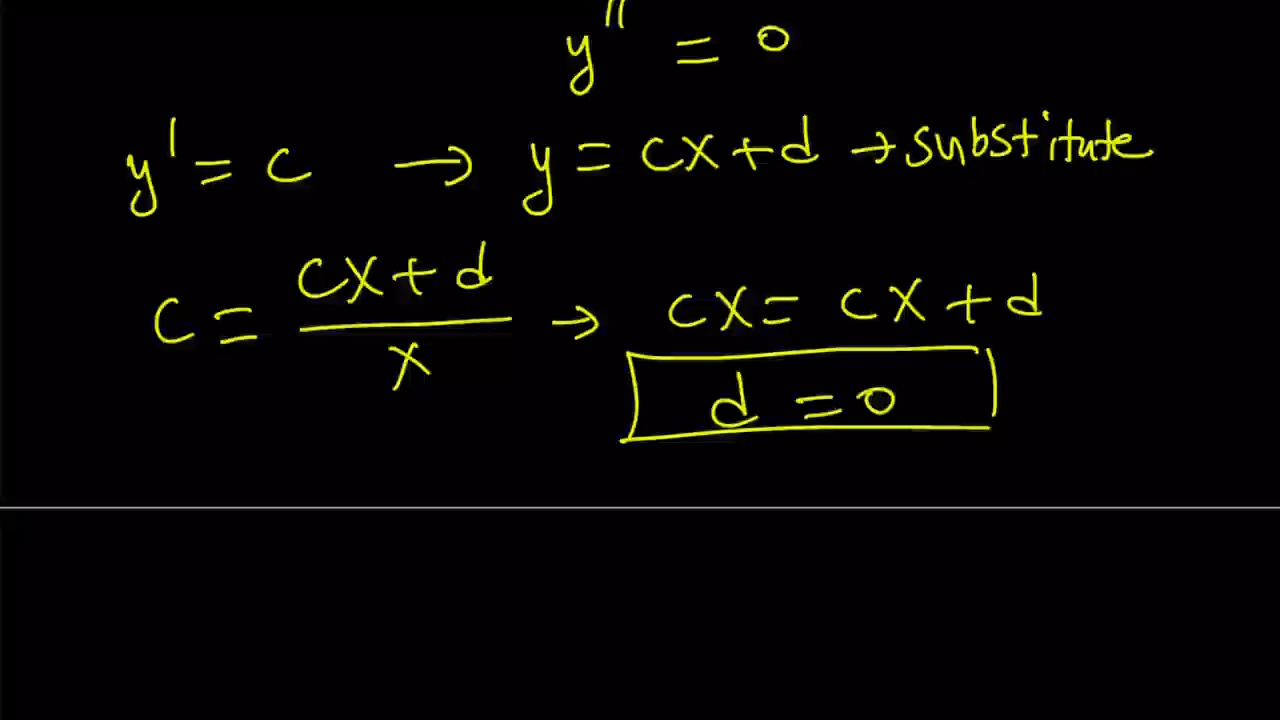 y'' = 0
y' = c → y = cx + d → substitute
c = (cx + d)/x → cx = cx + d
d = 0